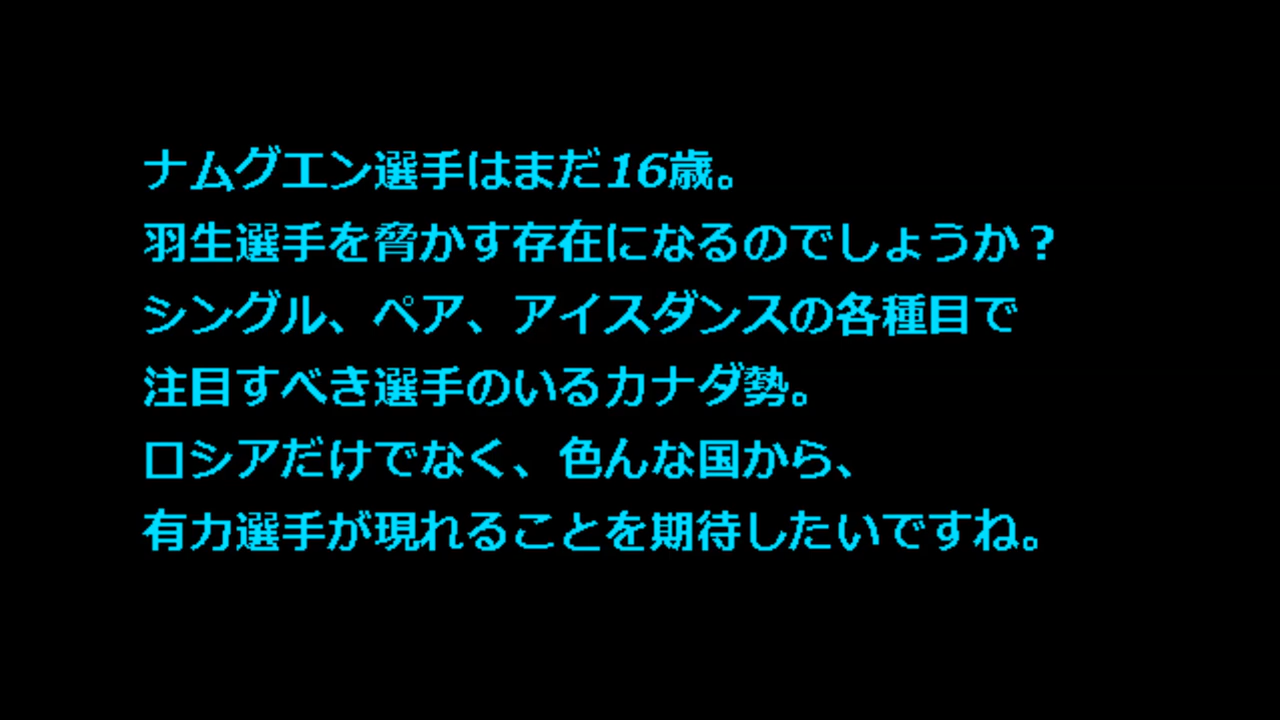 ナムグエン選手はまだ16歳。
羽生選手を脅かす存在になるのでしょうか？
シングル、ペア、アイスダンスの各種目で
注目すべき選手のいるカナダ勢。
ロシアだけでなく、色んな国から、
有力選手が現れることを期待したいですね。